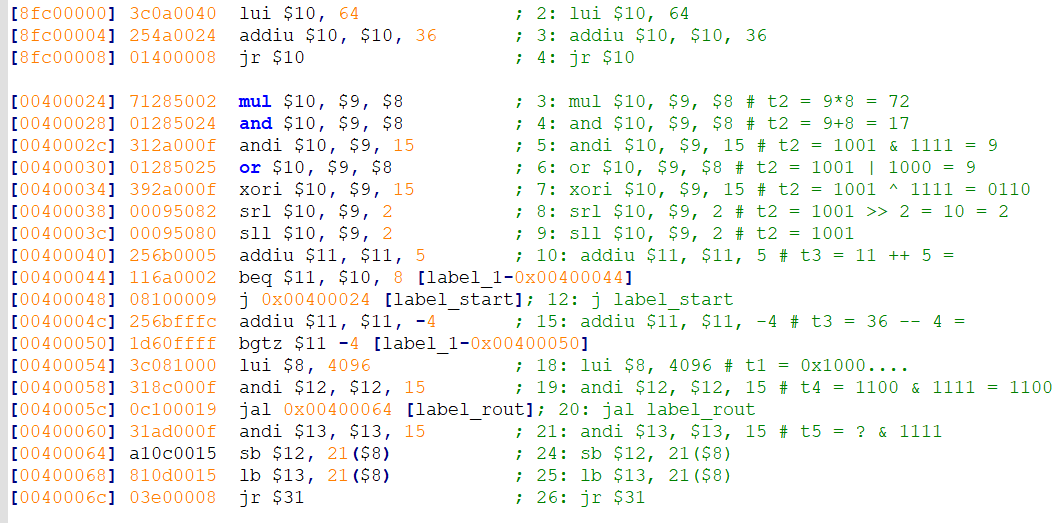 [8fc00000] 3c0a0040 lui $10, 64 ; 2: lui $10, 64
[8fc00004] 254a0024 addiu $10, $10, 36 ; 3: addiu $10, $10, 36
[8fc00008] 01400008 jr $10 ; 4: jr $10
[00400024] 71285002 mul $10, $9, $8 ; 3: mul $10, $9, $8 # t2 = 9*8 = 72
[00400028] 01285024 and $10, $9, $8 ; 4: and $10, $9, $8 # t2 = 9+8 = 17
[0040002c] 312a000f andi $10, $9, 15 ; 5: andi $10, $9, 15 # t2 = 1001 & 1111 = 9
[00400030] 01285025 or $10, $9, $8 ; 6: or $10, $9, $8 # t2 = 1001 | 1000 = 9
[00400034] 392a000f xori $10, $9, 15 ; 7: xori $10, $9, 15 # t2 = 1001 ^ 1111 = 0110
[00400038] 00095082 srl $10, $9, 2 ; 8: srl $10, $9, 2 # t2 = 1001 >> 2 = 10 = 2
[0040003c] 00095080 sll $10, $9, 2 ; 9: sll $10, $9, 2 # t2 = 1001
[00400040] 256b0005 addiu $11, $11, 5 ; 10: addiu $11, $11, 5 # t3 = 11 ++ 5 =
[00400044] 116a0002 beq $11, $10, 8 [label_1-0x00400044]
[00400048] 08100009 j 0x00400024 [label_start]; 12: j label_start
[0040004c] 256bfffc addiu $11, $11, -4 ; 15: addiu $11, $11, -4 # t3 = 36 -- 4 =
[00400050] 1d60ffff bgtz $11 -4 [label_1-0x00400050]
[00400054] 3c081000 lui $8, 4096 ; 18: lui $8, 4096 # t1 = 0x1000....
[00400058] 318c000f andi $12, $12, 15 ; 19: andi $12, $12, 15 # t4 = 1100 & 1111 = 1100
[0040005c] 0c100019 jal 0x00400064 [label_rout]; 20: jal label_rout
[00400060] 31ad000f andi $13, $13, 15 ; 21: andi $13, $13, 15 # t5 = ? & 1111
[00400064] a10c0015 sb $12, 21($8) ; 24: sb $12, 21($8)
[00400068] 810d0015 lb $13, 21($8) ; 25: lb $13, 21($8)
[0040006c] 03e00008 jr $31 ; 26: jr $31